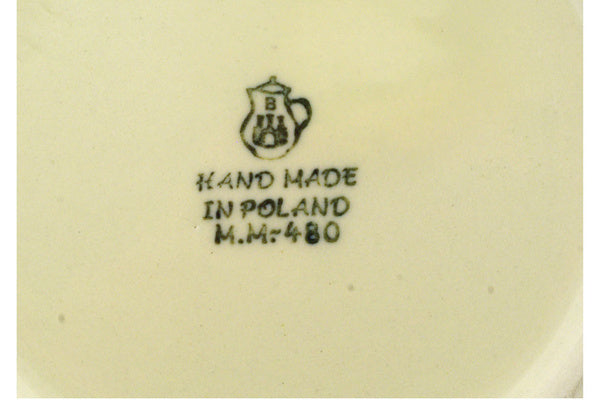 B
HAND MADE
IN POLAND
M.M.-480